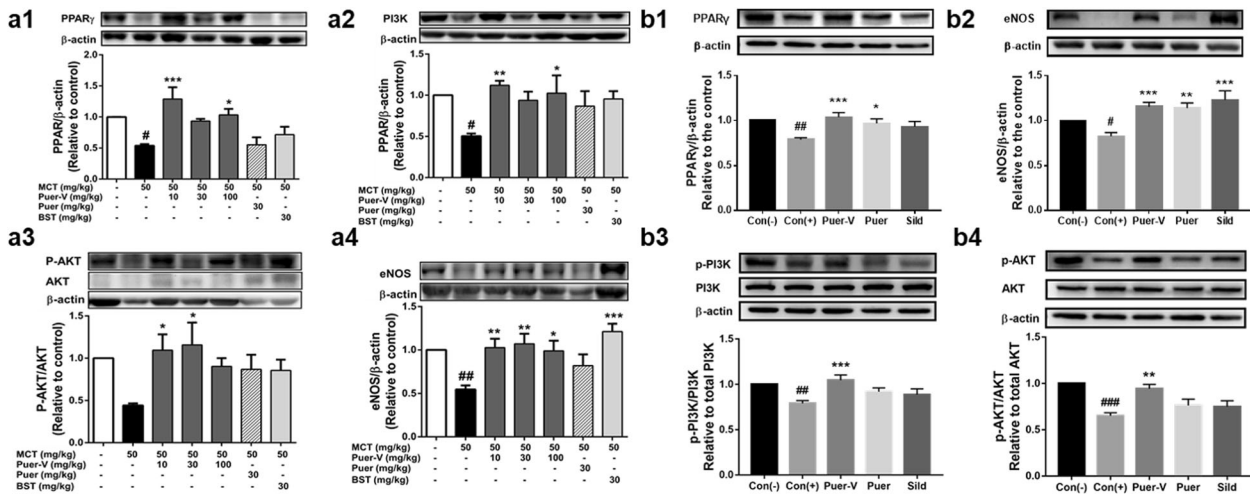 a1
PPARγ
β-actin
PPAR/β-actin
(Relative to control)
2.0
1.5
1.0
0.5
0.0
#
***
*
MCT (mg/kg) - 50 50 50 50 50 50
Puer-V (mg/kg) - - 10 30 100 - -
Puer (mg/kg) - - - - - 30 -
BST (mg/kg) - - - - - - 30
a2
PI3K
β-actin
PPAR/β-actin
(Relative to control)
1.5
1.0
0.5
0.0
#
**
*
MCT (mg/kg) - 50 50 50 50 50 50
Puer-V (mg/kg) - - 10 30 100 - -
Puer (mg/kg) - - - - - 30 -
BST (mg/kg) - - - - - - 30
b1
PPARγ
β-actin
PPARγ/β-actin
Relative to the control
1.5
1.0
0.5
0.0
##
***
*
Con(-) Con(+) Puer-V Puer Sild
b2
eNOS
β-actin
eNOS/β-actin
Relative to the control
1.5
1.0
0.5
0.0
#
***
**
***
Con(-) Con(+) Puer-V Puer Sild
a3
P-AKT
AKT
β-actin
P-AKT/AKT
(Relative to control)
1.5
1.0
0.5
0.0
*
*
MCT (mg/kg) - 50 50 50 50 50 50
Puer-V (mg/kg) - - 10 30 100 - -
Puer (mg/kg) - - - - - 30 -
BST (mg/kg) - - - - - - 30
a4
eNOS
β-actin
eNOS/β-actin
(Relative to control)
1.5
1.0
0.5
0.0
##
**
**
*
***
MCT (mg/kg) - 50 50 50 50 50 50
Puer-V (mg/kg) - - 10 30 100 - -
Puer (mg/kg) - - - - - 30 -
BST (mg/kg) - - - - - - 30
b3
p-PI3K
PI3K
β-actin
p-PI3K/PI3K
Relative to total PI3K
1.5
1.0
0.5
0.0
##
***
Con(-) Con(+) Puer-V Puer Sild
b4
p-AKT
AKT
β-actin
p-AKT/AKT
Relative to total AKT
1.5
1.0
0.5
0.0
###
**
Con(-) Con(+) Puer-V Puer Sild